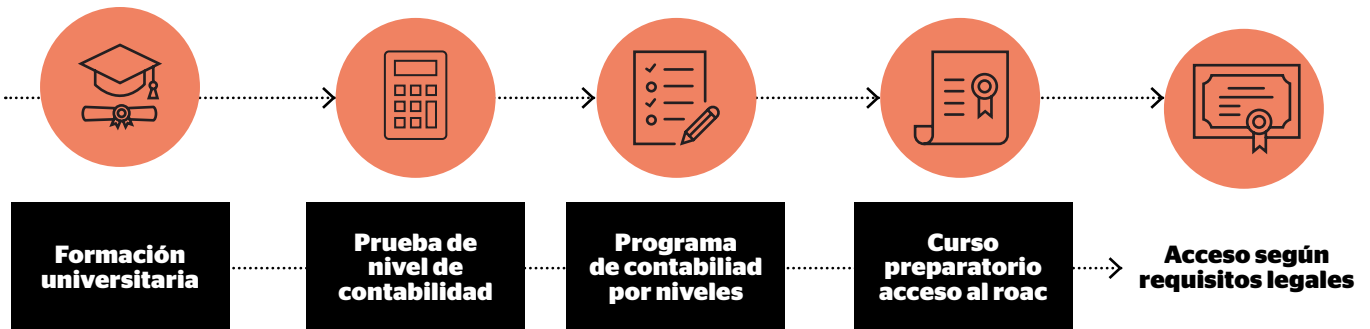 Formación
universitaria
Prueba de
nivel de
contabilidad
Programa
de contabiliad
por niveles
Curso
preparatorio
acceso al roac
Acceso según
requisitos legales